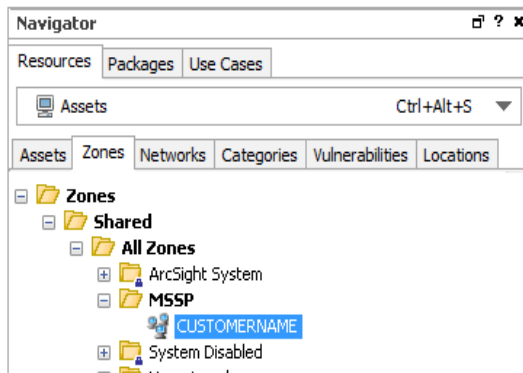 Navigator
Resources Packages Use Cases
Assets Ctrl+Alt+S
Assets Zones Networks Categories Vulnerabilities Locations
Zones
Shared
All Zones
ArcSight System
MSSP
CUSTOMERNAME
System Disabled